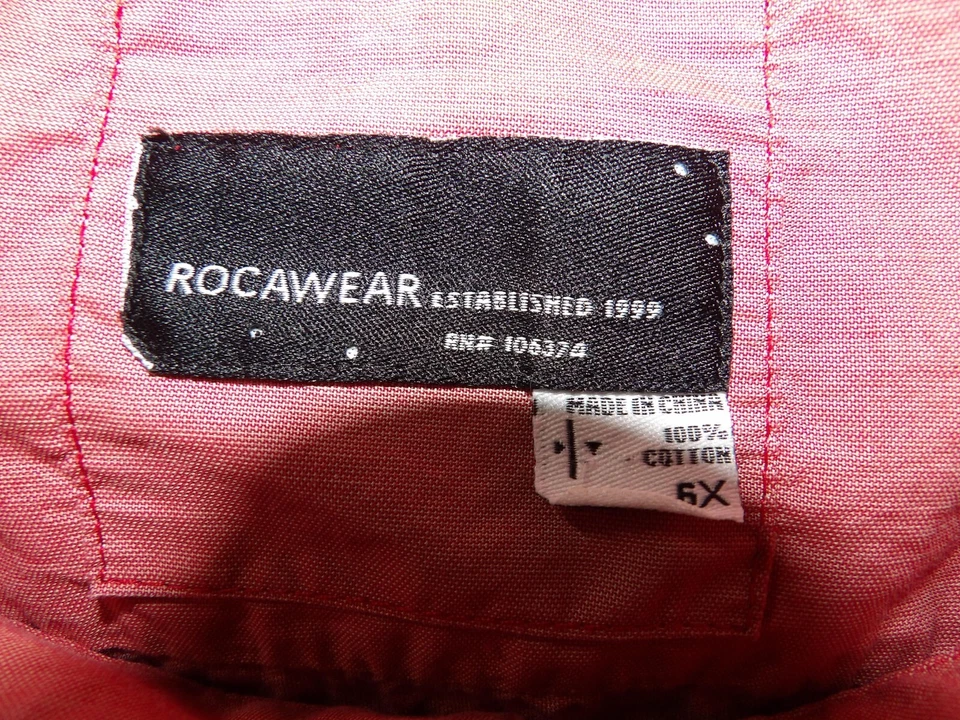 ROCAWEAR ESTABLISHED 1999
RN# 106374
MADE IN CHINA
100%
COTTON
6X